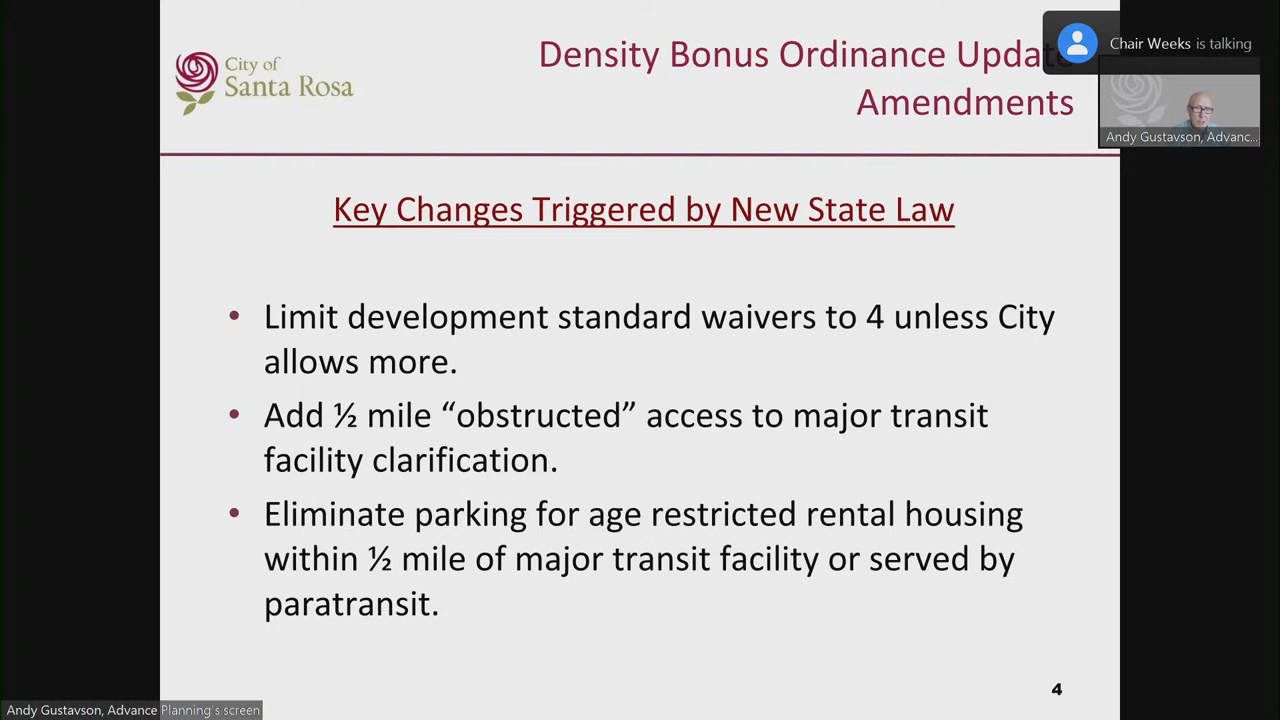 City of
Santa Rosa
Density Bonus Ordinance Update
Amendments
Chair Weeks is talking
Andy Gustavson, Advanc...
Key Changes Triggered by New State Law
• Limit development standard waivers to 4 unless City
allows more.
• Add ½ mile “obstructed” access to major transit
facility clarification.
• Eliminate parking for age restricted rental housing
within ½ mile of major transit facility or served by
paratransit.
4
Andy Gustavson, Advance Planning's screen